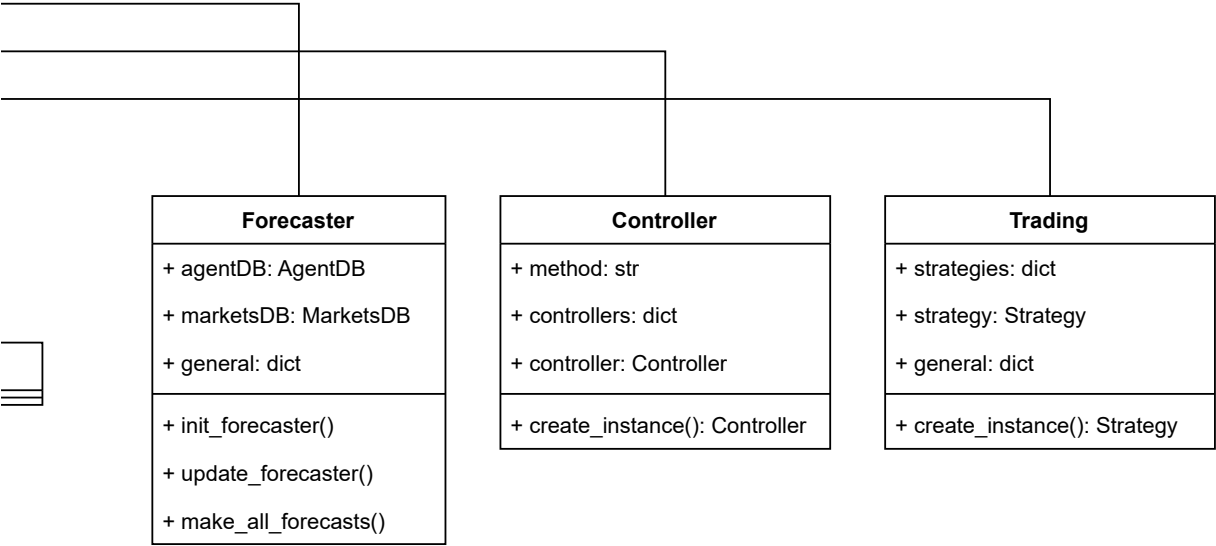 Forecaster
+ agentDB: AgentDB
+ marketsDB: MarketsDB
+ general: dict
+ init_forecaster()
+ update_forecaster()
+ make_all_forecasts()
Controller
+ method: str
+ controllers: dict
+ controller: Controller
+ create_instance(): Controller
Trading
+ strategies: dict
+ strategy: Strategy
+ general: dict
+ create_instance(): Strategy